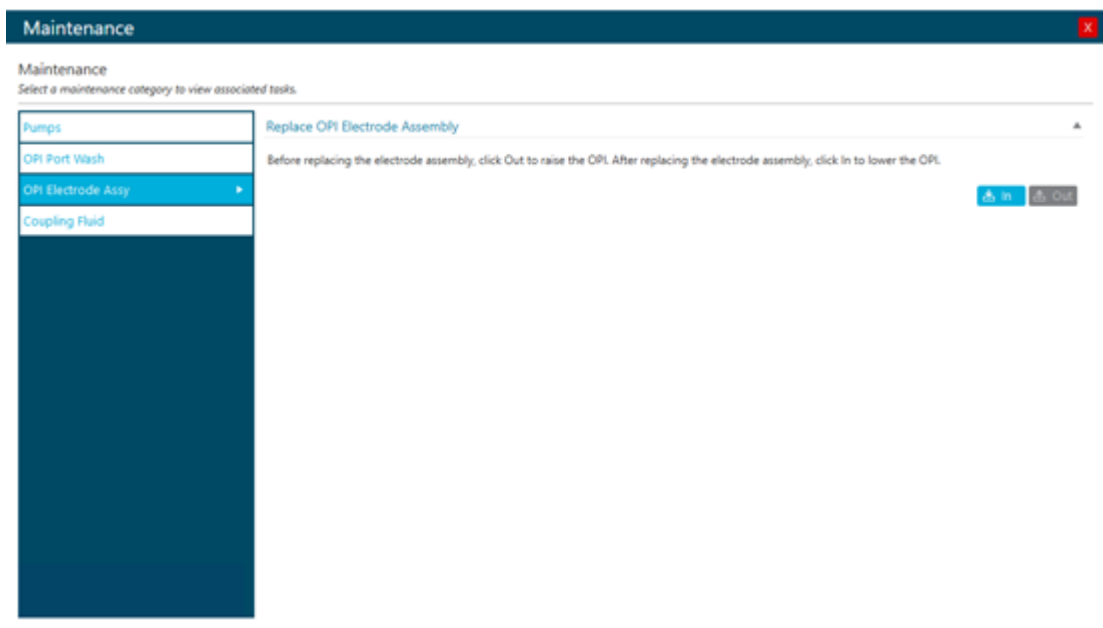 Maintenance
X
Maintenance
Select a maintenance category to view associated tasks.
Pumps
OPI Port Wash
OPI Electrode Assy
Coupling Fluid
Replace OPI Electrode Assembly
Before replacing the electrode assembly, click Out to raise the OPI. After replacing the electrode assembly, click In to lower the OPI.
In
Out